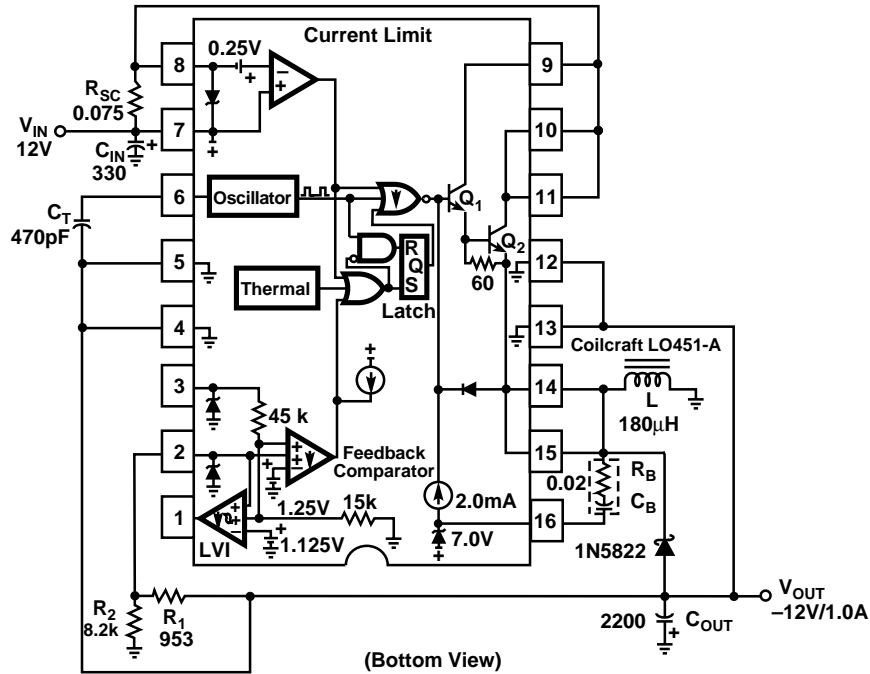 Current Limit
8
0.25V
9
R_SC
0.075
V_IN
12V
7
10
C_IN
330
6
Oscillator
11
Q_1
C_T
470pF
5
Q_2
12
R
Q
S
60
Thermal
Latch
4
13
Coilcraft LO451-A
3
14
L
180μH
45 k
2
Feedback
Comparator
15
0.02
R_B
C_B
1
1.25V
15k
2.0mA
16
LVI
1.125V
7.0V
1N5822
R_2
8.2k
R_1
953
V_OUT
–12V/1.0A
2200
C_OUT
(Bottom View)